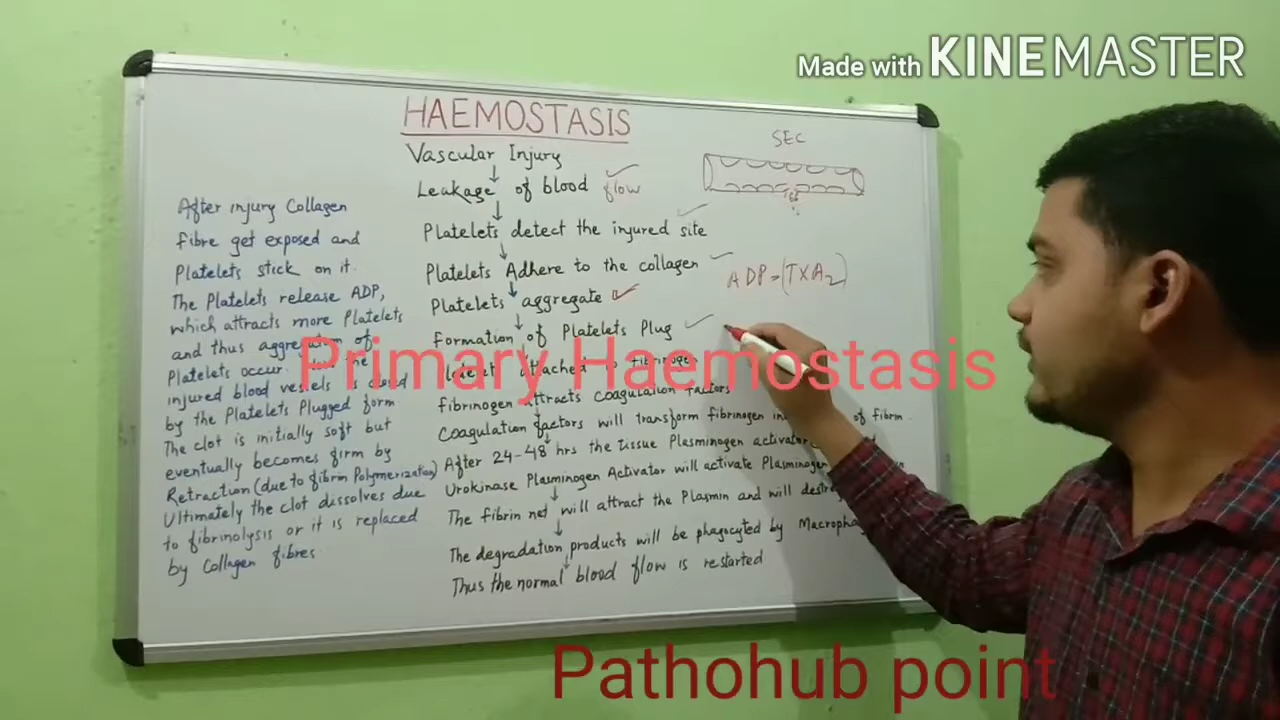 Made with KINEMASTER
HAEMOSTASIS
Vascular Injury
Leakage of blood flow
Platelets detect the injured site
Platelets Adhere to the collagen
Platelets aggregate
Formation of Platelets Plug
attached fibrinogen
fibrinogen attracts coagulation factors
Coagulation factors will transform fibrinogen of fibrin
After 24-48 hrs the tissue Plasminogen activator
Urokinase Plasminogen Activator will activate Plasminogen
The fibrin net will attract the Plasmin and will
The degradation products will be phagocyted by
Thus the normal blood flow is restarted
After injury Collagen
fibre get exposed and
Platelets stick on it.
The Platelets release ADP,
which attracts more Platelets
and thus aggregation of
Platelets occur.
injured blood vessels is
by the Platelets Plugged form
The clot is initially soft but
eventually becomes firm by
Retraction (due to fibrin Polymerization)
Ultimately the clot dissolves due
to fibrinolysis or it is replaced
by Collagen fibres
SEC
ADP = (TXA2)
Primary Haemostasis
Pathohub point